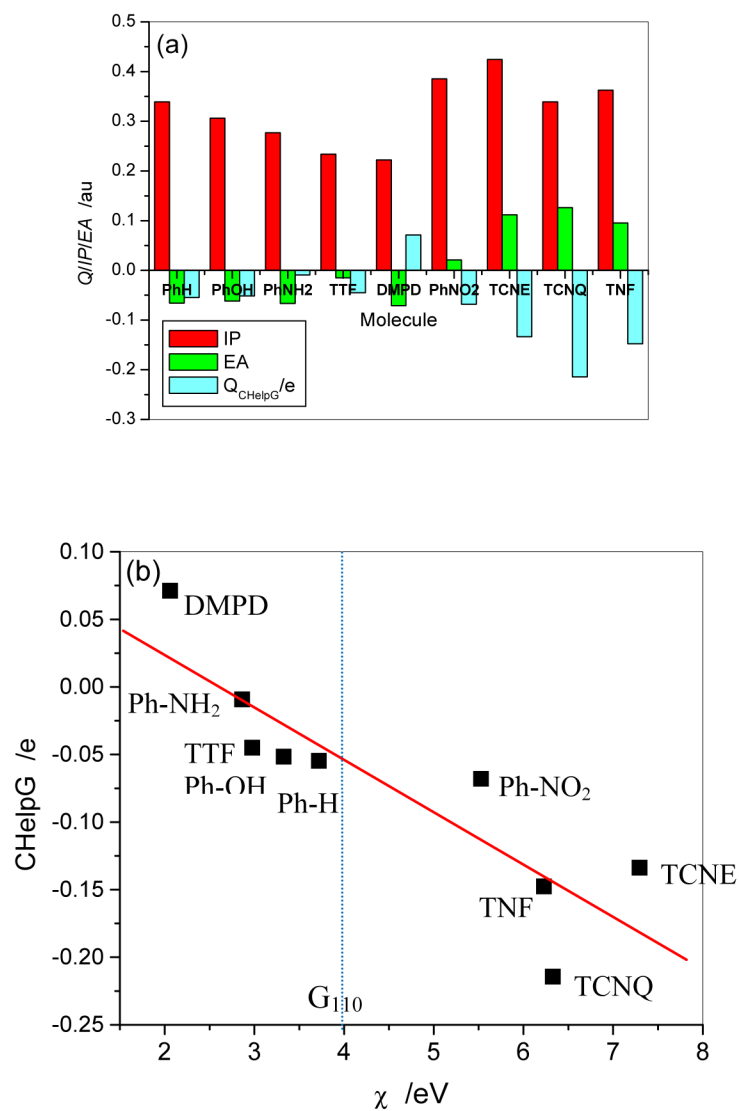 (a)
0.5
0.4
0.3
0.2
0.1
0.0
-0.1
-0.2
-0.3
Q/IP/EA /au
PhH PhOH PhNH2 TTF DMPD PhNO2 TCNE TCNQ TNF
Molecule
IP
EA
Q_CHelpG/e
(b)
0.10
0.05
0.00
-0.05
-0.10
-0.15
-0.20
-0.25
CHelpG /e
DMPD
Ph-NH₂
TTF
Ph-OH
Ph-H
Ph-NO₂
TCNE
TNF
TCNQ
G₁₁₀
2 3 4 5 6 7 8
χ /eV